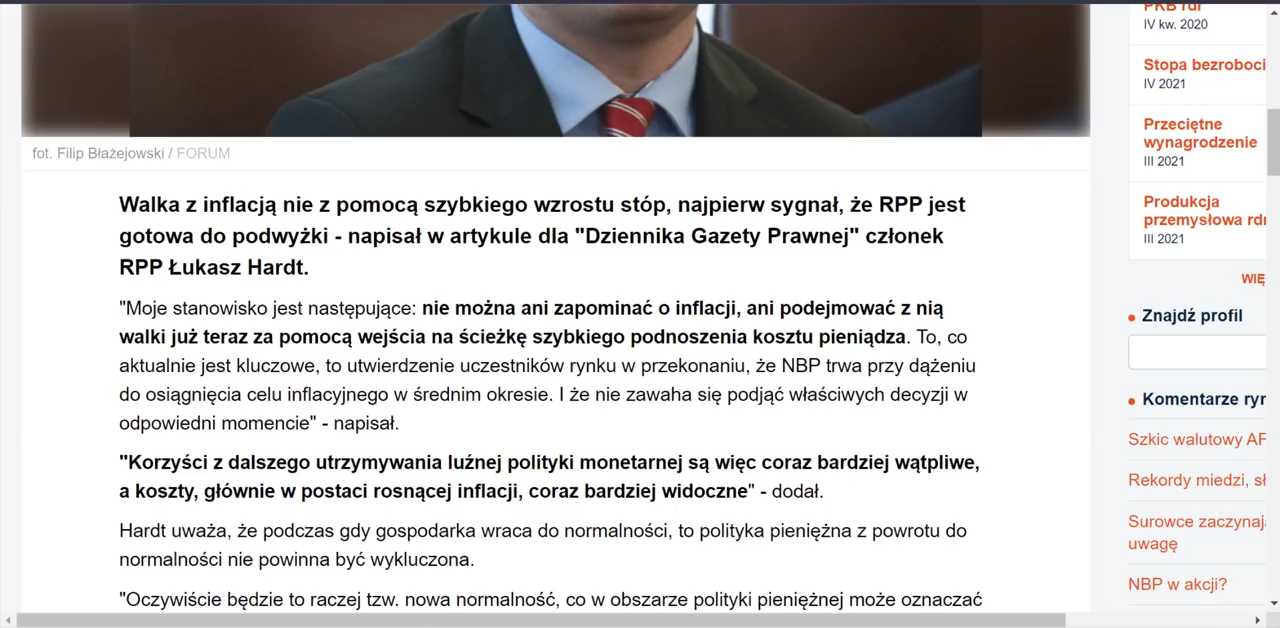 fot. Filip Błażejowski / FORUM
Walka z inflacją nie z pomocą szybkiego wzrostu stóp, najpierw sygnał, że RPP jest
gotowa do podwyżki - napisał w artykule dla "Dziennika Gazety Prawnej" członek
RPP Łukasz Hardt.
"Moje stanowisko jest następujące: nie można ani zapominać o inflacji, ani podejmować z nią
walki już teraz za pomocą wejścia na ścieżkę szybkiego podnoszenia kosztu pieniądza. To, co
aktualnie jest kluczowe, to utwierdzenie uczestników rynku w przekonaniu, że NBP trwa przy dążeniu
do osiągnięcia celu inflacyjnego w średnim okresie. I że nie zawaha się podjąć właściwych decyzji w
odpowiedni momencie" - napisał.
"Korzyści z dalszego utrzymywania luźnej polityki monetarnej są więc coraz bardziej wątpliwe,
a koszty, głównie w postaci rosnącej inflacji, coraz bardziej widoczne" - dodał.
Hardt uważa, że podczas gdy gospodarka wraca do normalności, to polityka pieniężna z powrotu do
normalności nie powinna być wykluczona.
"Oczywiście będzie to raczej tzw. nowa normalność, co w obszarze polityki pieniężnej może oznaczać
PKB rdr
IV kw. 2020
Stopa bezroboci
IV 2021
Przeciętne
wynagrodzenie
III 2021
Produkcja
przemysłowa rdr
III 2021
WIĘ
Znajdź profil
Komentarze ryn
Szkic walutowy AF
Rekordy miedzi, sł
Surowce zaczynaj
uwagę
NBP w akcji?